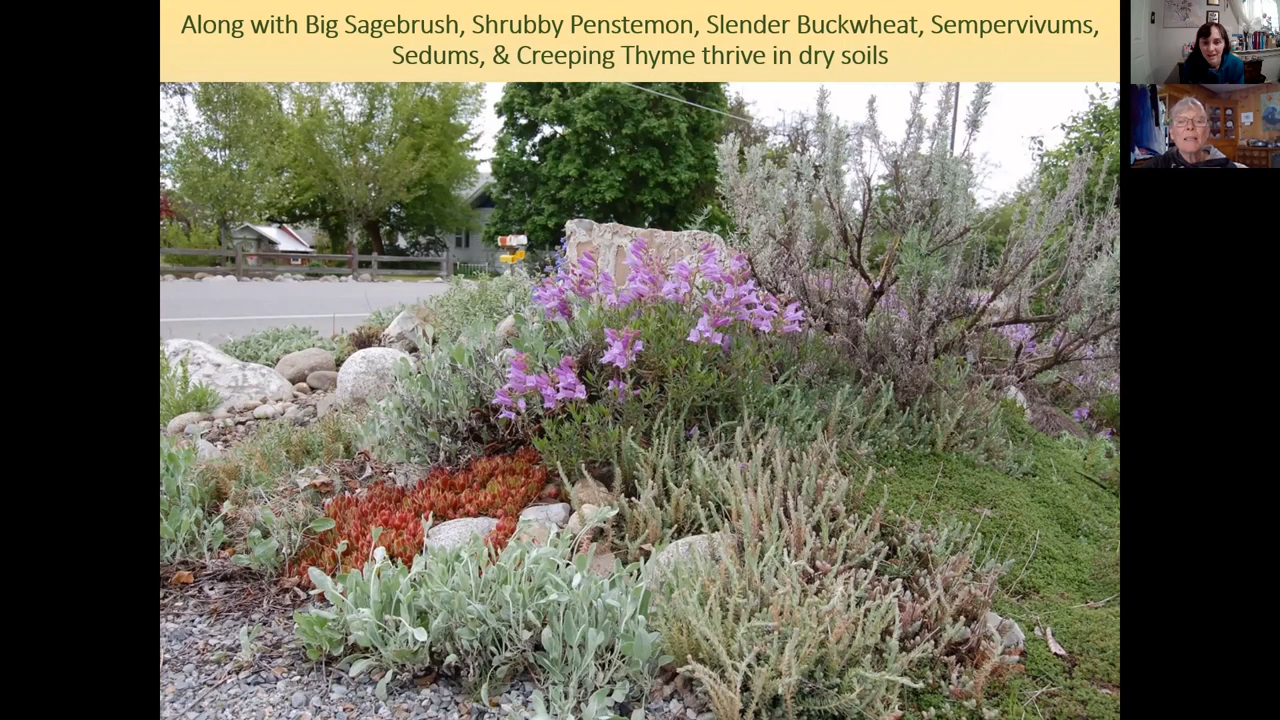 Along with Big Sagebrush, Shrubby Penstemon, Slender Buckwheat, Sempervivums,
Sedums, & Creeping Thyme thrive in dry soils